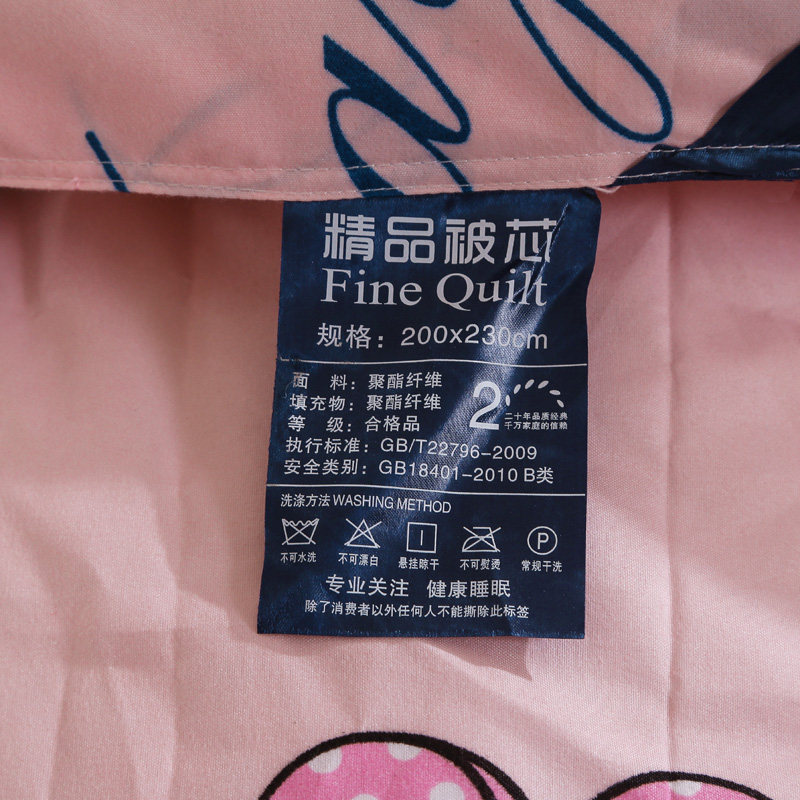 精品被芯
Fine Quilt
规格：200x230cm
面 料：聚酯纤维
填充物：聚酯纤维
等 级：合格品
2
二十年品质经典
千万家庭的信赖
执行标准：GB/T22796-2009
安全类别：GB18401-2010 B类
洗涤方法 WASHING METHOD
不可水洗 不可漂白 悬挂晾干 不可熨烫 常规干洗
P
专业关注 健康睡眠
除了消费者以外任何人不能撕除此标签